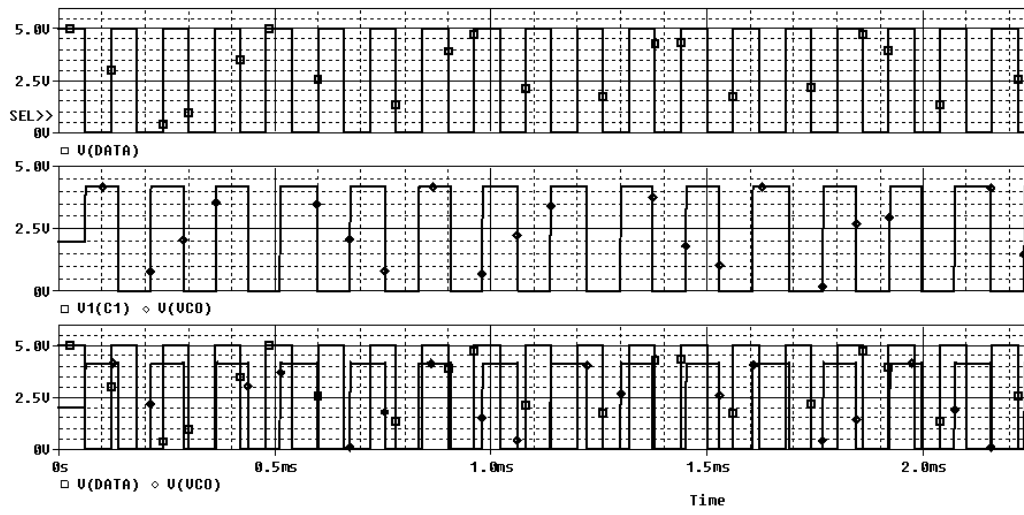 5.0V
2.5V
SEL>>
0V
V(DATA)
5.0V
2.5V
0V
V1(C1) V(VCO)
5.0V
2.5V
0V
0s 0.5ms 1.0ms 1.5ms 2.0ms
V(DATA) V(VCO)
Time